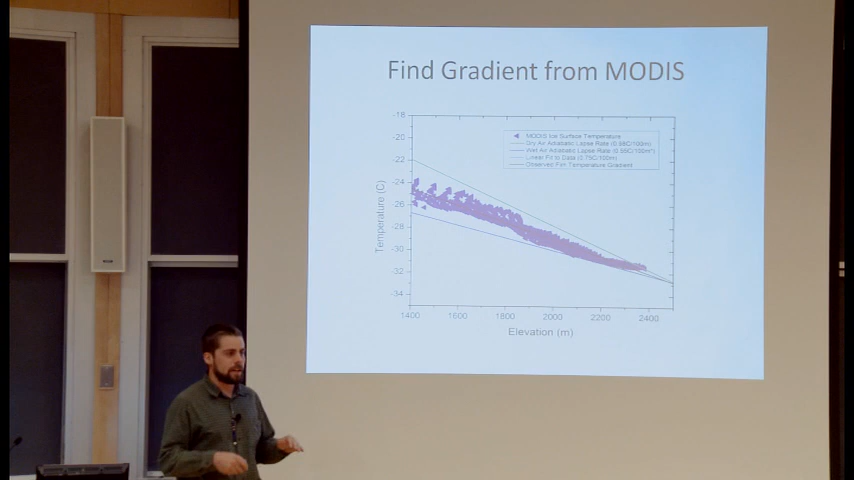 Find Gradient from MODIS
-18
-20
-22
-24
-26
-28
-30
-32
-34
Temperature (C)
MODIS Ice Surface Temperature
Dry Air Adiabatic Lapse Rate (0.98C/100m)
Wet Air Adiabatic Lapse Rate (0.55C/100m*)
Linear Fit to Data (0.75C/100m)
Observed Firn Temperature Gradient
1400 1600 1800 2000 2200 2400
Elevation (m)